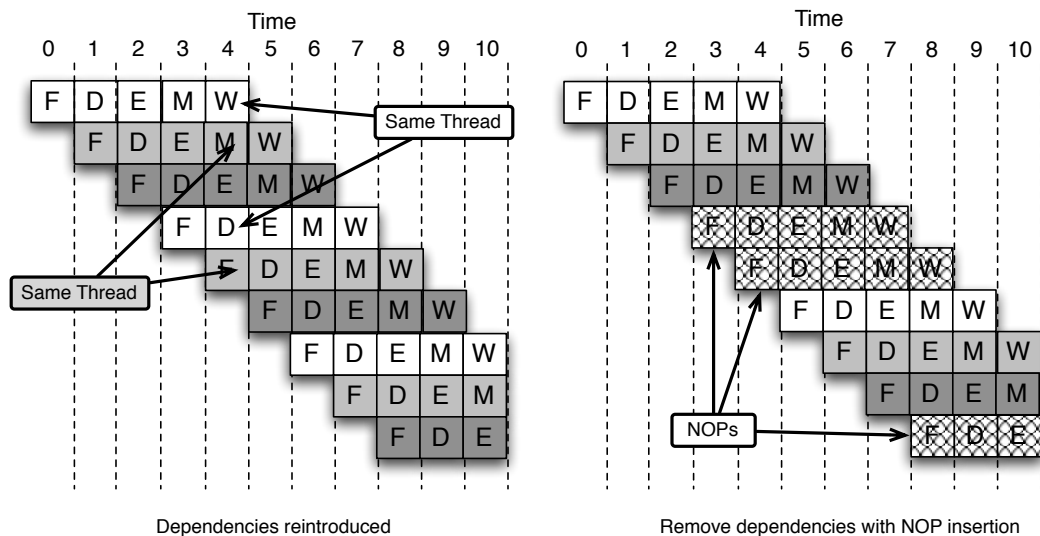 Time
0 1 2 3 4 5 6 7 8 9 10
F D E M W
F D E M W
F D E M W
F D E M W
F D E M W
F D E M W
F D E M W
F D E M
F D E
Same Thread
Same Thread
Dependencies reintroduced
Time
0 1 2 3 4 5 6 7 8 9 10
F D E M W
F D E M W
F D E M W
F D E M W
F D E M W
F D E M W
F D E M W
F D E M
F D E
NOPs
Remove dependencies with NOP insertion